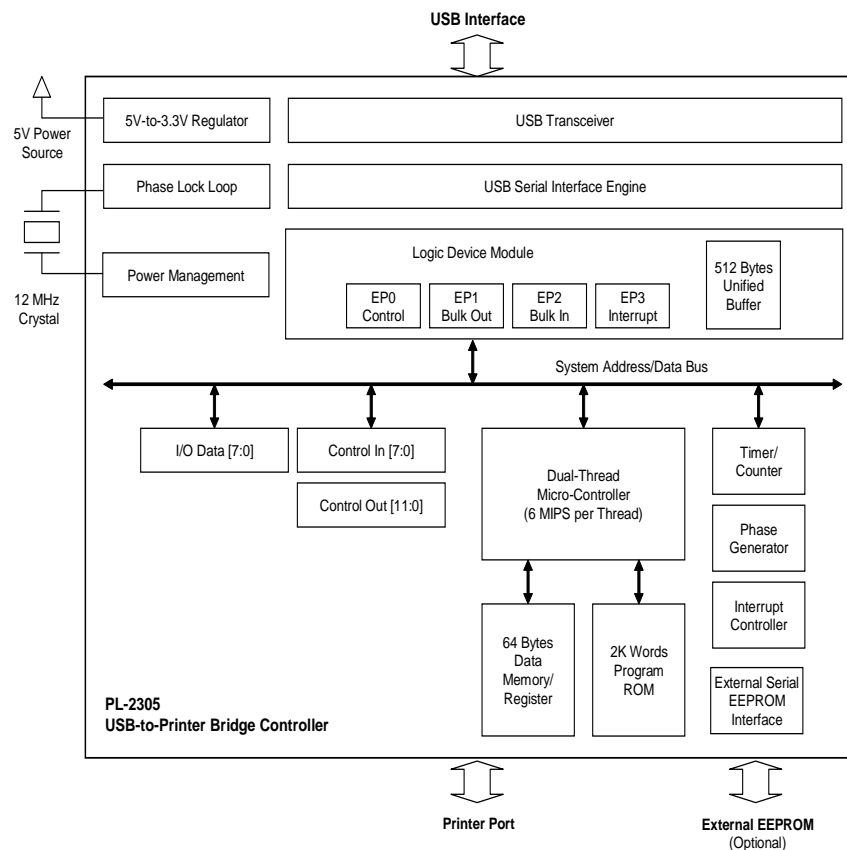 USB Interface
5V Power
Source
5V-to-3.3V Regulator
USB Transceiver
Phase Lock Loop
USB Serial Interface Engine
12 MHz
Crystal
Power Management
Logic Device Module
EP0
Control
EP1
Bulk Out
EP2
Bulk In
EP3
Interrupt
512 Bytes
Unified
Buffer
System Address/Data Bus
I/O Data [7:0]
Control In [7:0]
Control Out [11:0]
Dual-Thread
Micro-Controller
(6 MIPS per Thread)
Timer/
Counter
Phase
Generator
Interrupt
Controller
64 Bytes
Data
Memory/
Register
2K Words
Program
ROM
External Serial
EEPROM
Interface
PL-2305
USB-to-Printer Bridge Controller
Printer Port
External EEPROM
(Optional)